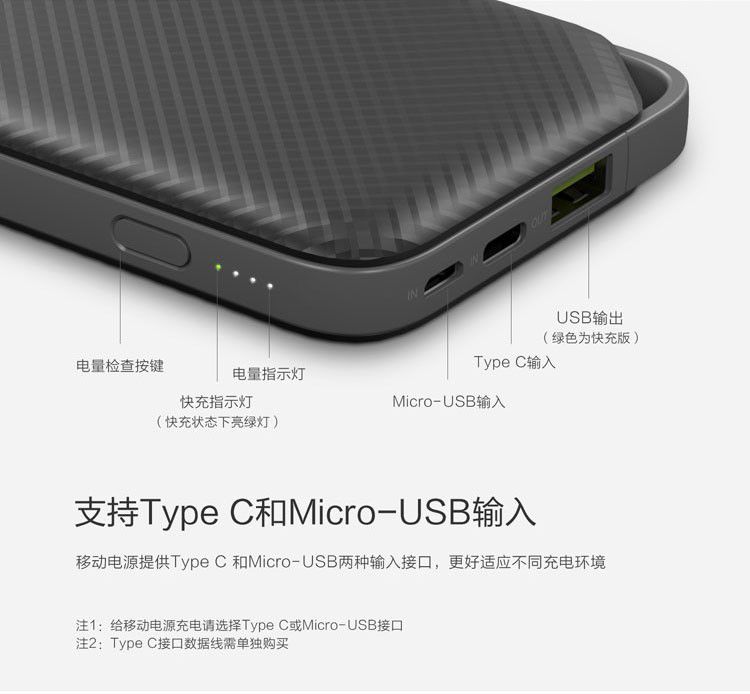 OUT
IN
IN
USB输出
（绿色为快充版）
Type C输入
电量检查按键
电量指示灯
快充指示灯
（快充状态下亮绿灯）
Micro-USB输入
支持Type C和Micro-USB输入
移动电源提供Type C 和Micro-USB两种输入接口，更好适应不同充电环境
注1：给移动电源充电请选择Type C或Micro-USB接口
注2：Type C接口数据线需单独购买